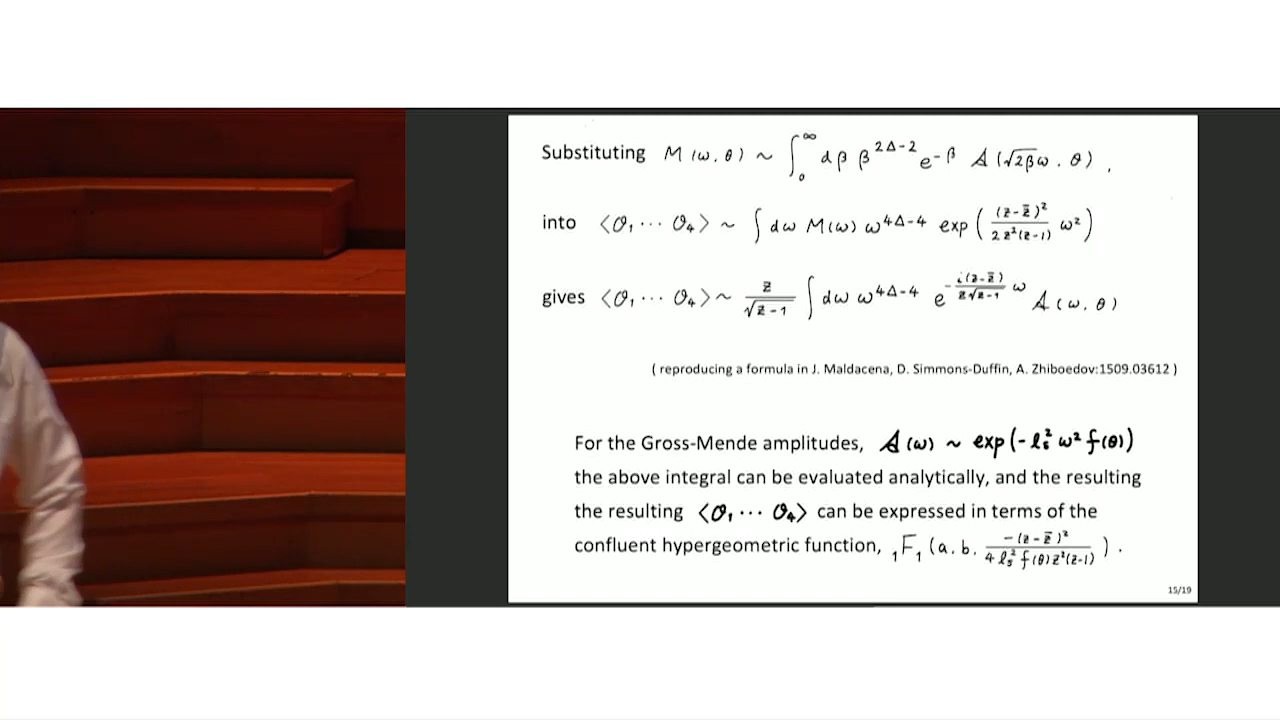 Substituting M(ω, θ) ~ ∫₀^∞ dβ β^{2Δ-2} e^{-β} A(√2β ω, θ) ,
into ⟨O₁ ··· O₄⟩ ~ ∫ dω M(ω) ω^{4Δ-4} exp( (z-z̄)² / 2z²(z-1) ω² )
gives ⟨O₁ ··· O₄⟩ ~ z/√z-1 ∫ dω ω^{4Δ-4} e^{- i(z-z̄)/z√z-1 ω} A(ω, θ)
( reproducing a formula in J. Maldacena, D. Simmons-Duffin, A. Zhiboedov:1509.03612 )
For the Gross-Mende amplitudes, A(ω) ~ exp(-ℓₛ² ω² f(θ))
the above integral can be evaluated analytically, and the resulting
the resulting ⟨O₁ ··· O₄⟩ can be expressed in terms of the
confluent hypergeometric function, ₁F₁(a, b, -(z-z̄)² / 4ℓₛ² f(θ)z²(z-1) ) .
15/19